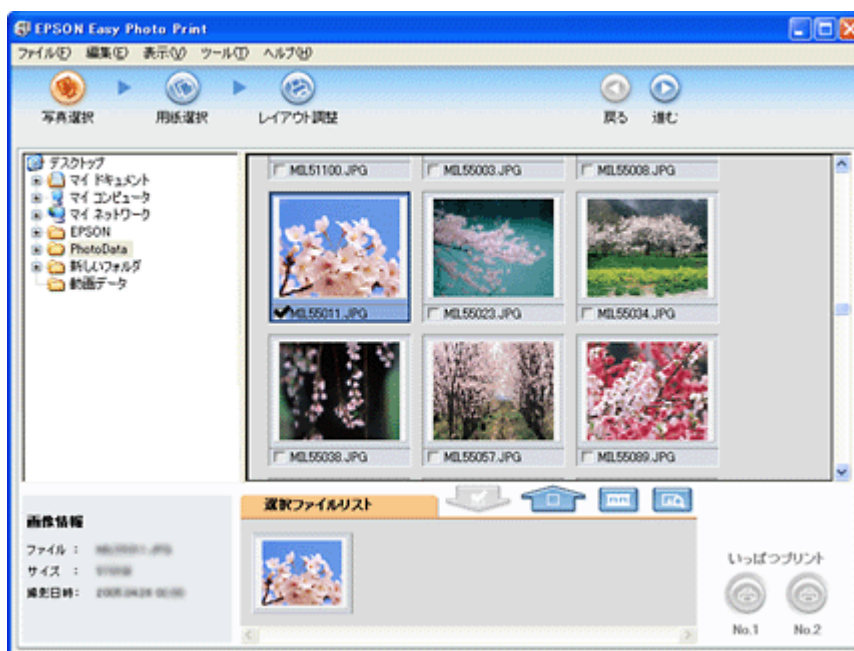 EPSON Easy Photo Print
ファイル(F) 編集(E) 表示(V) ツール(T) ヘルプ(H)
写真選択 用紙選択 レイアウト調整 戻る 進む
デスクトップ
マイ ドキュメント
マイ コンピュータ
マイ ネットワーク
EPSON
PhotoData
新しいフォルダ
動画データ
MIL51100.JPG MIL55003.JPG MIL55008.JPG
MIL55011.JPG MIL55023.JPG MIL55034.JPG
MIL55038.JPG MIL55057.JPG MIL55089.JPG
選択ファイルリスト
画像情報
ファイル :
サイズ :
撮影日時:
いっぱつプリント
No.1 No.2